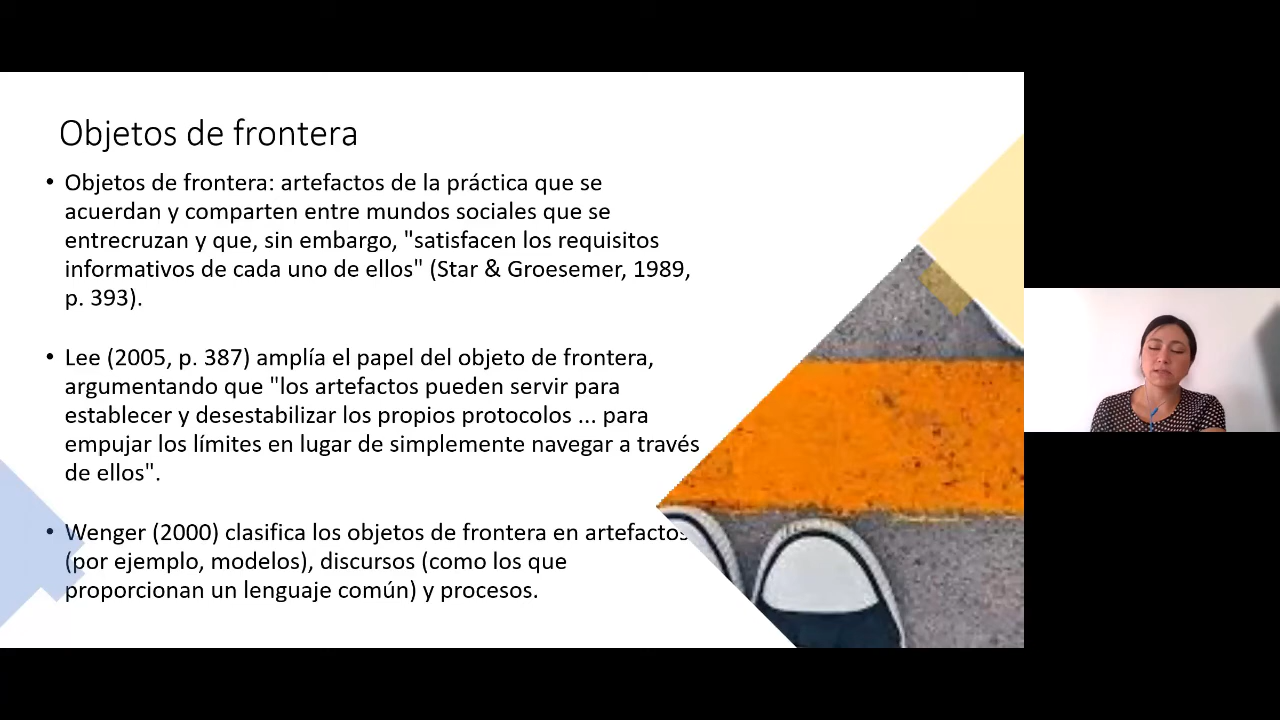 Objetos de frontera
• Objetos de frontera: artefactos de la práctica que se
acuerdan y comparten entre mundos sociales que se
entrecruzan y que, sin embargo, "satisfacen los requisitos
informativos de cada uno de ellos" (Star & Groesemer, 1989,
p. 393).
• Lee (2005, p. 387) amplía el papel del objeto de frontera,
argumentando que "los artefactos pueden servir para
establecer y desestabilizar los propios protocolos ... para
empujar los límites en lugar de simplemente navegar a través
de ellos".
• Wenger (2000) clasifica los objetos de frontera en artefactos
(por ejemplo, modelos), discursos (como los que
proporcionan un lenguaje común) y procesos.